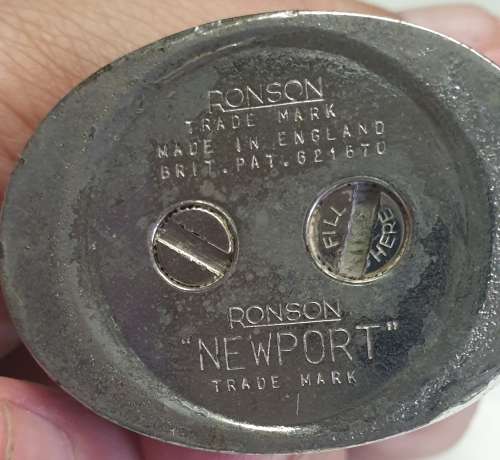 RONSON
TRADE MARK
MADE IN ENGLAND
BRIT.PAT.621670
FILL HERE
RONSON
"NEWPORT"
TRADE MARK